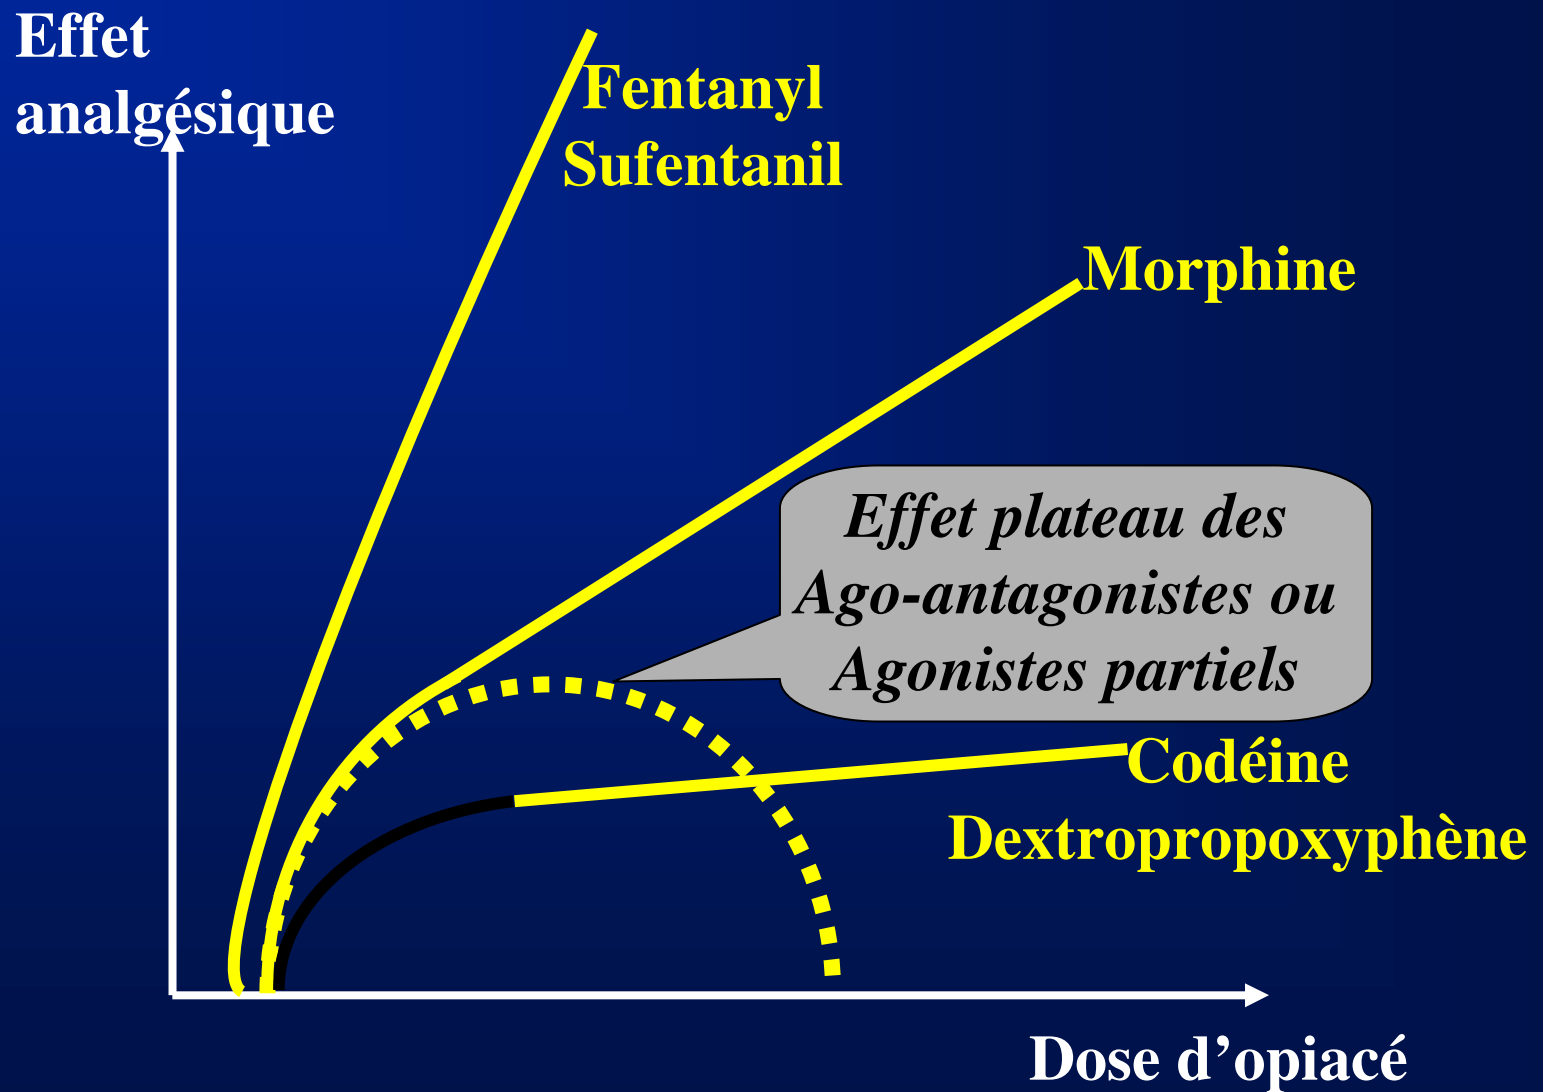 Effet
analgésique
Fentanyl
Sufentanil
Morphine
Effet plateau des
Ago-antagonistes ou
Agonistes partiels
Codéine
Dextropropoxyphène
Dose d’opiacé